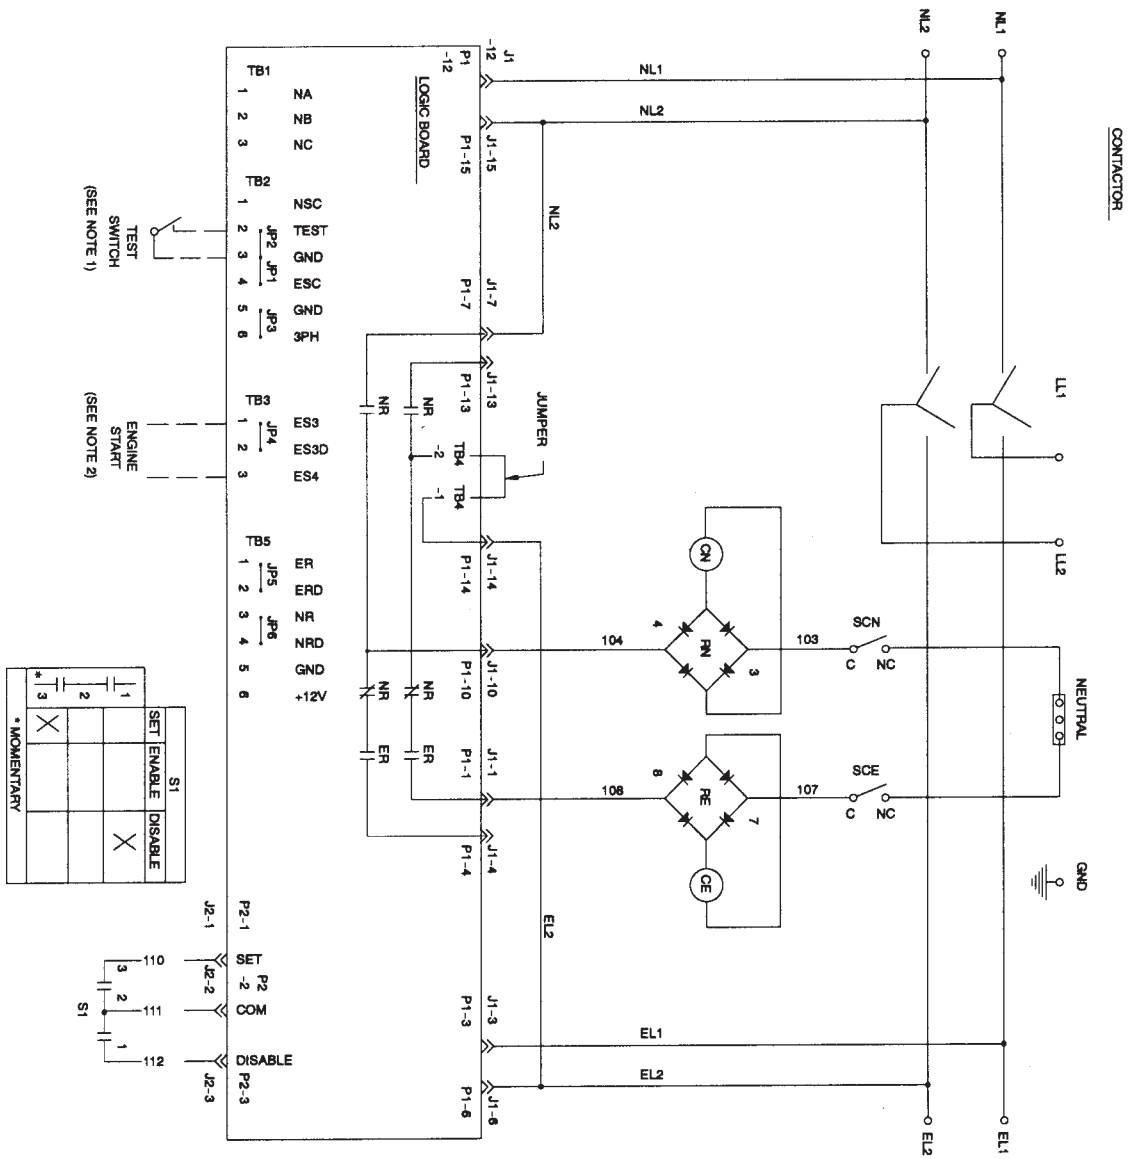 CONTACTOR
NL2
NL1
J1
-12
P1
-12
NL1
LOGIC BOARD
NL2
J1-15
P1-15
NL2
TB1
1 NA
2 NB
3 NC
TB2
1 NSC
2 TEST
3 GND
4 ESC
5 GND
6 3PH
JP2
JP1
JP3
TEST
SWITCH
(SEE NOTE 1)
J1-7
P1-7
J1-13
P1-13
NR
NR
JUMPER
TB4
-2
TB4
-1
LL1
LL2
TB3
1 ES3
2 ES3D
3 ES4
JP4
ENGINE
START
(SEE NOTE 2)
TB5
1 ER
2 ERD
3 NR
4 NRD
5 GND
6 +12V
JP5
JP6
J1-14
P1-14
CN
RN
4
3
104
103
SCN
C NC
NEUTRAL
J1-10
P1-10
NR
NR
ER
ER
J1-1
P1-1
108
107
8
7
RE
CE
SCE
C NC
GND
J1-4
P1-4
EL2
S1
SET ENABLE DISABLE
1
2
3
*
X
X
* MOMENTARY
P2-1
J2-1
SET
P2
-2
J2-2
COM
DISABLE
P2-3
J2-3
110
111
112
3
2
1
S1
J1-3
P1-3
EL1
EL2
J1-6
P1-6
EL2
EL1